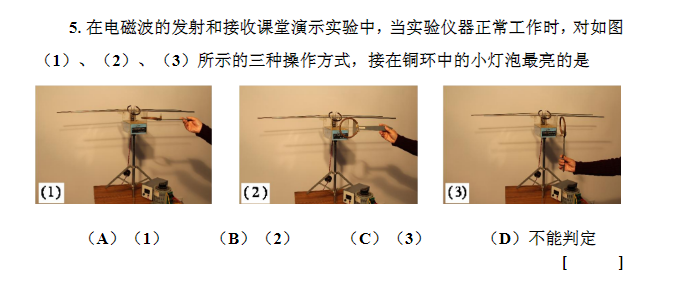 5. 在电磁波的发射和接收课堂演示实验中，当实验仪器正常工作时，对如图
（1）、（2）、（3）所示的三种操作方式，接在铜环中的小灯泡最亮的是
(1) (2) (3)
（A）（1） （B）（2） （C）（3） （D）不能判定
[ ]